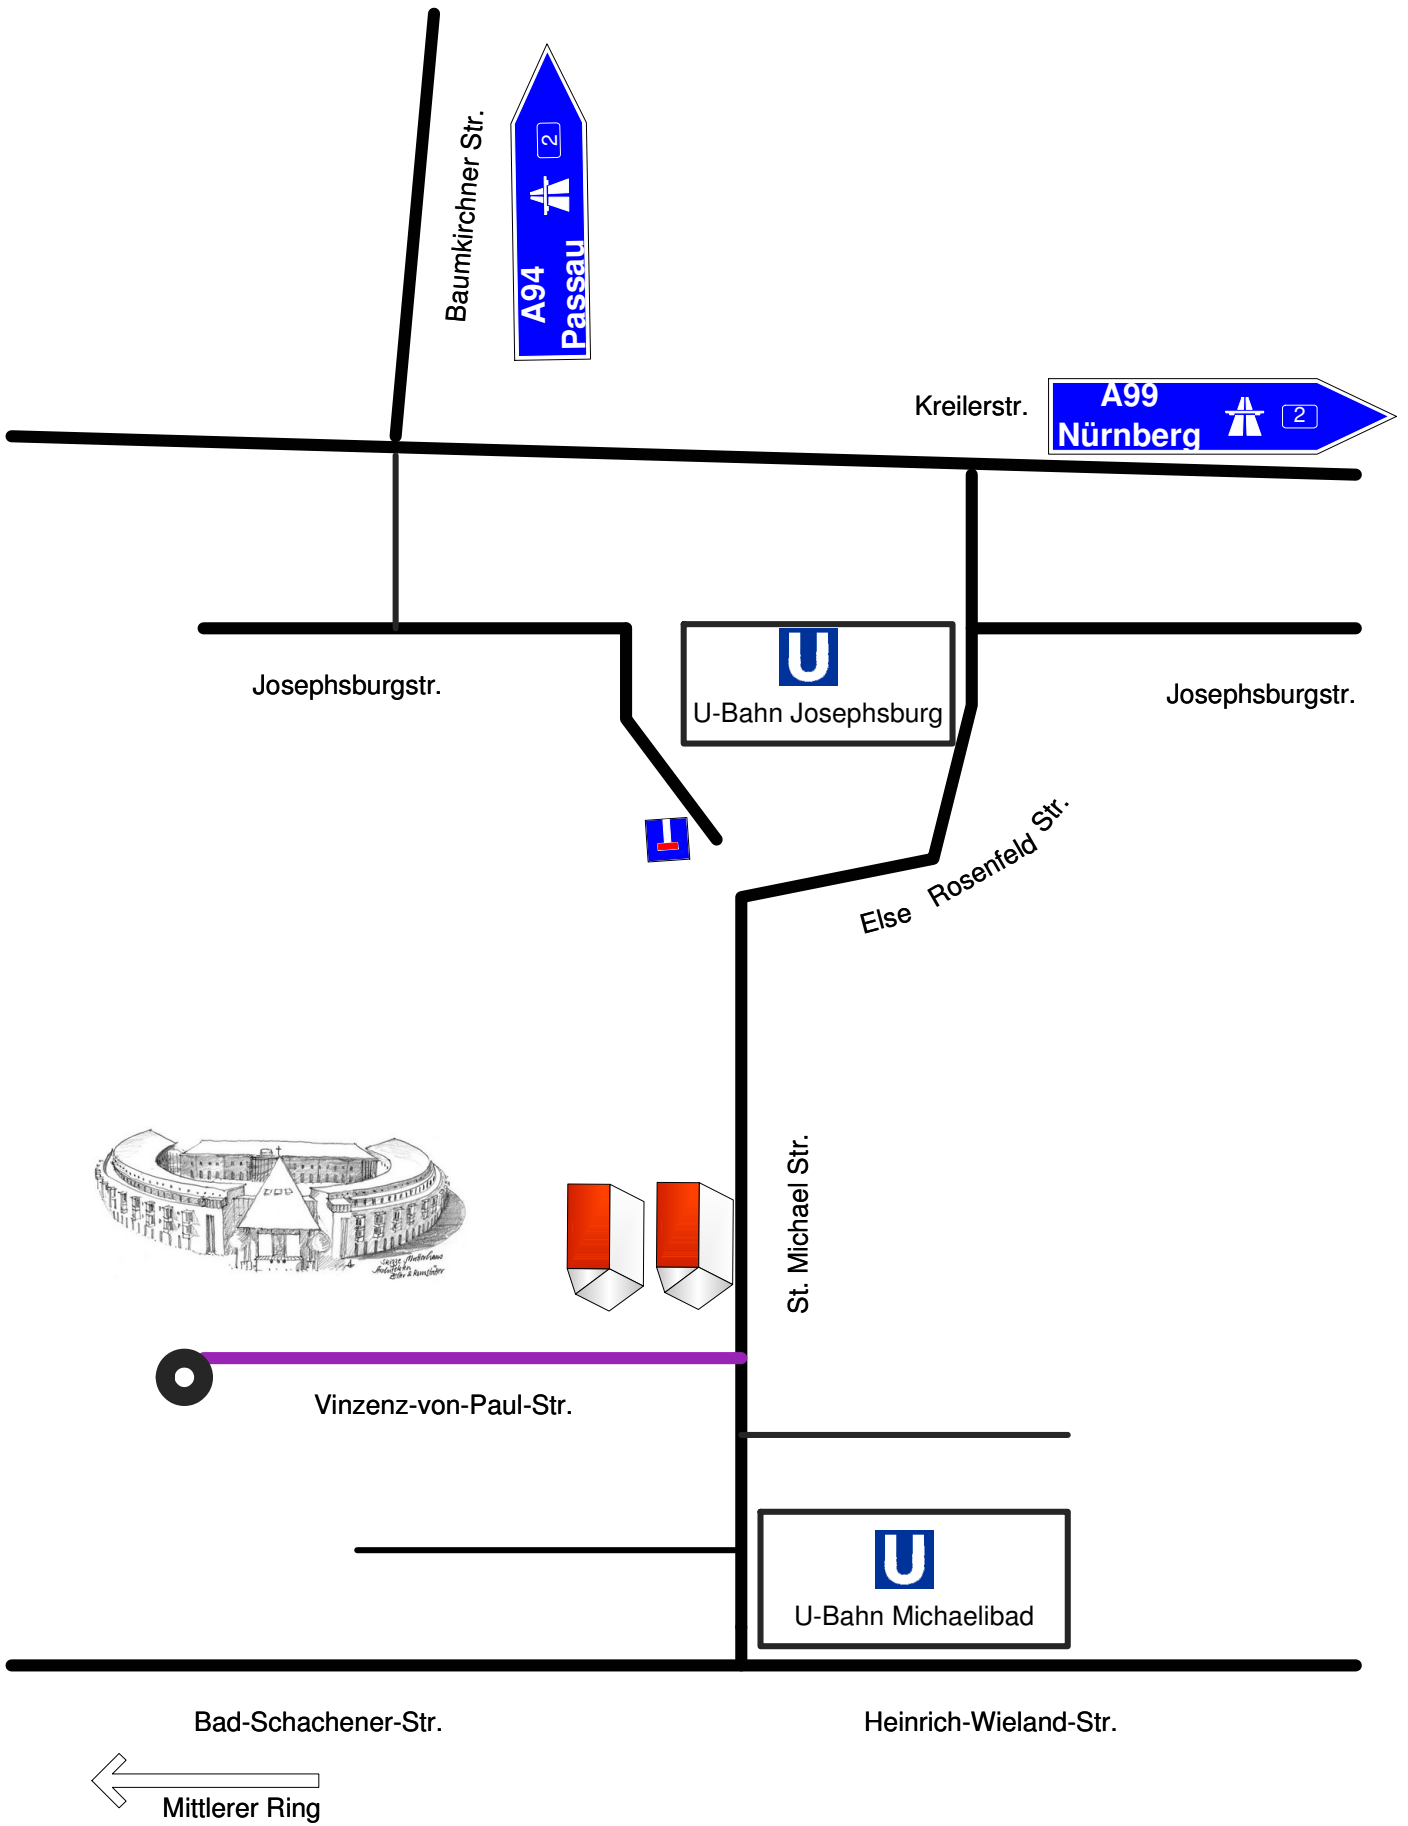 Baumkirchner Str.
2
A94
Passau
Kreilerstr.
A99
Nürnberg
2
U
U-Bahn Josephsburg
Josephsburgstr.
Josephsburgstr.
Else Rosenfeld Str.
St. Michael Str.
Vinzenz-von-Paul-Str.
U
U-Bahn Michaelibad
Bad-Schachener-Str.
Heinrich-Wieland-Str.
Mittlerer Ring